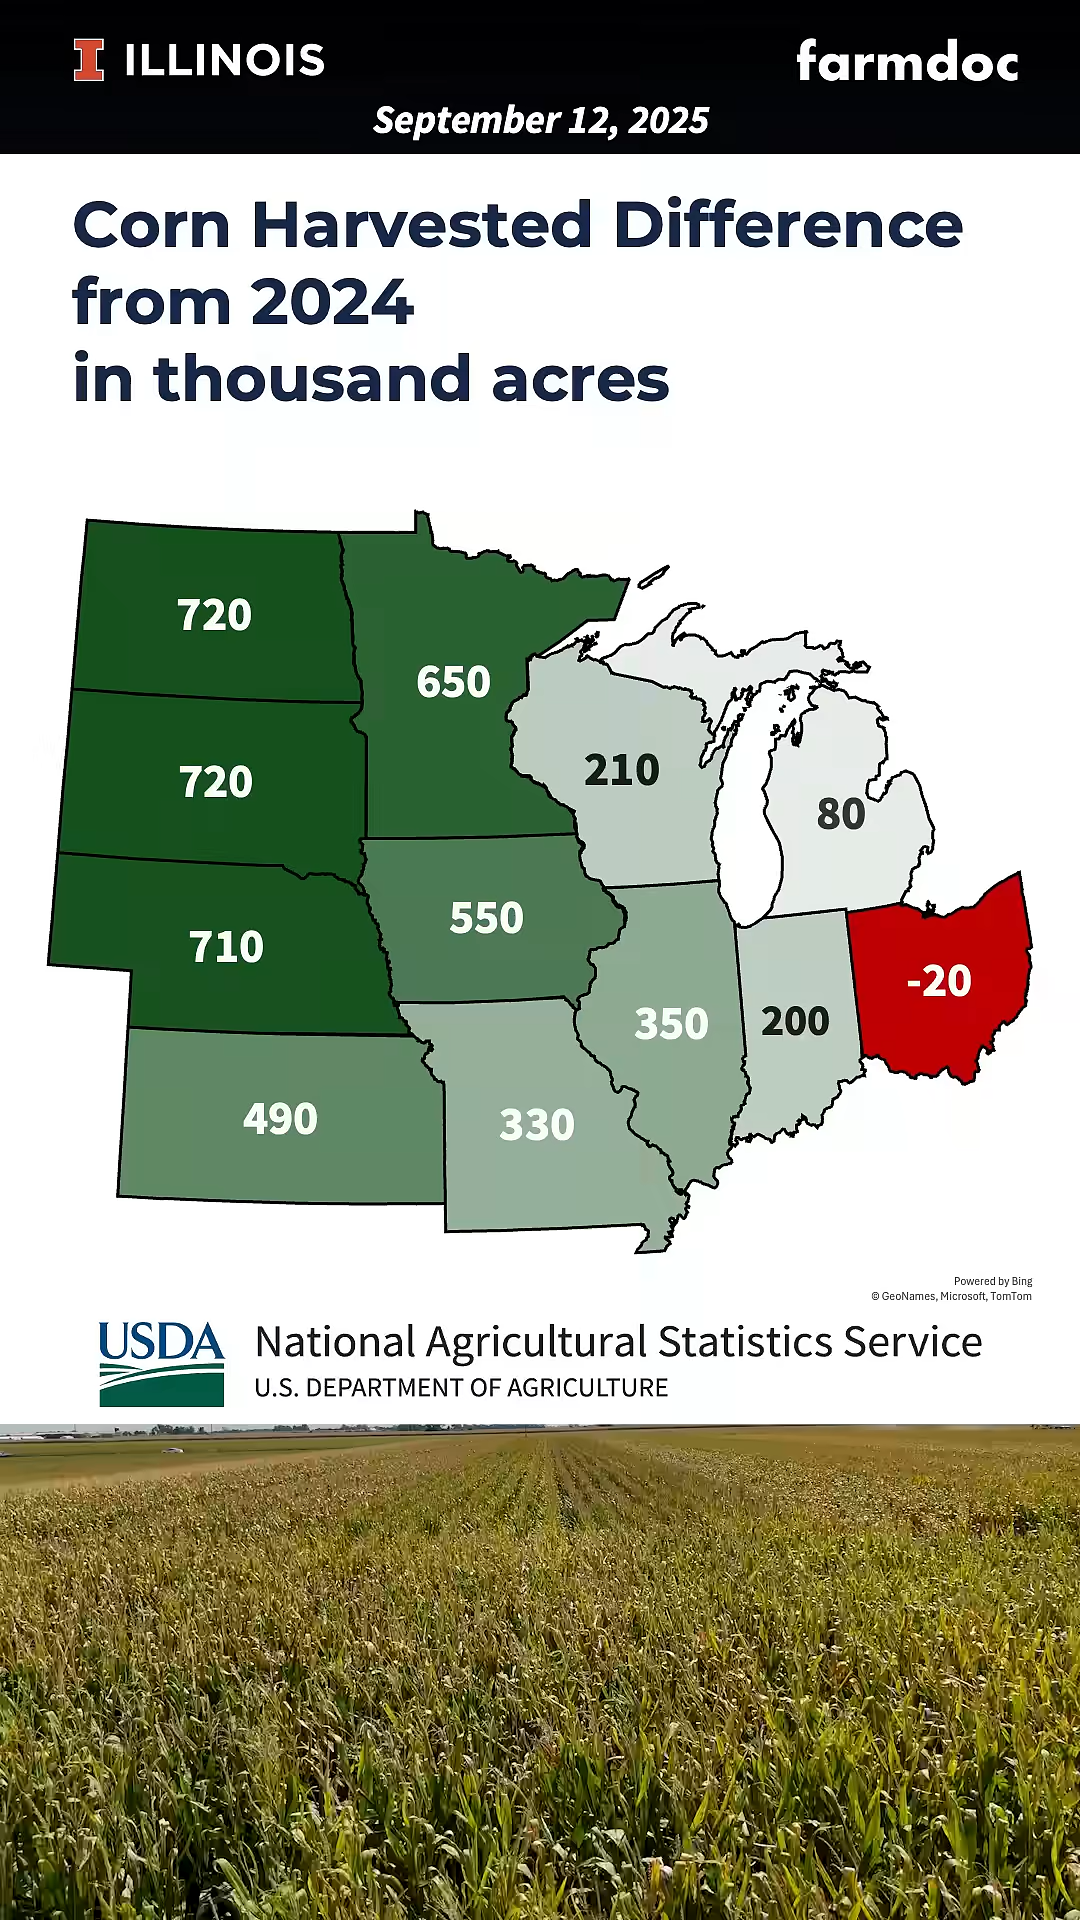 I ILLINOIS
farmdoc
September 12, 2025
Corn Harvested Difference
from 2024
in thousand acres
720
650
720
210
80
710
550
-20
350
200
490
330
Powered by Bing
© GeoNames, Microsoft, TomTom
USDA
National Agricultural Statistics Service
U.S. DEPARTMENT OF AGRICULTURE